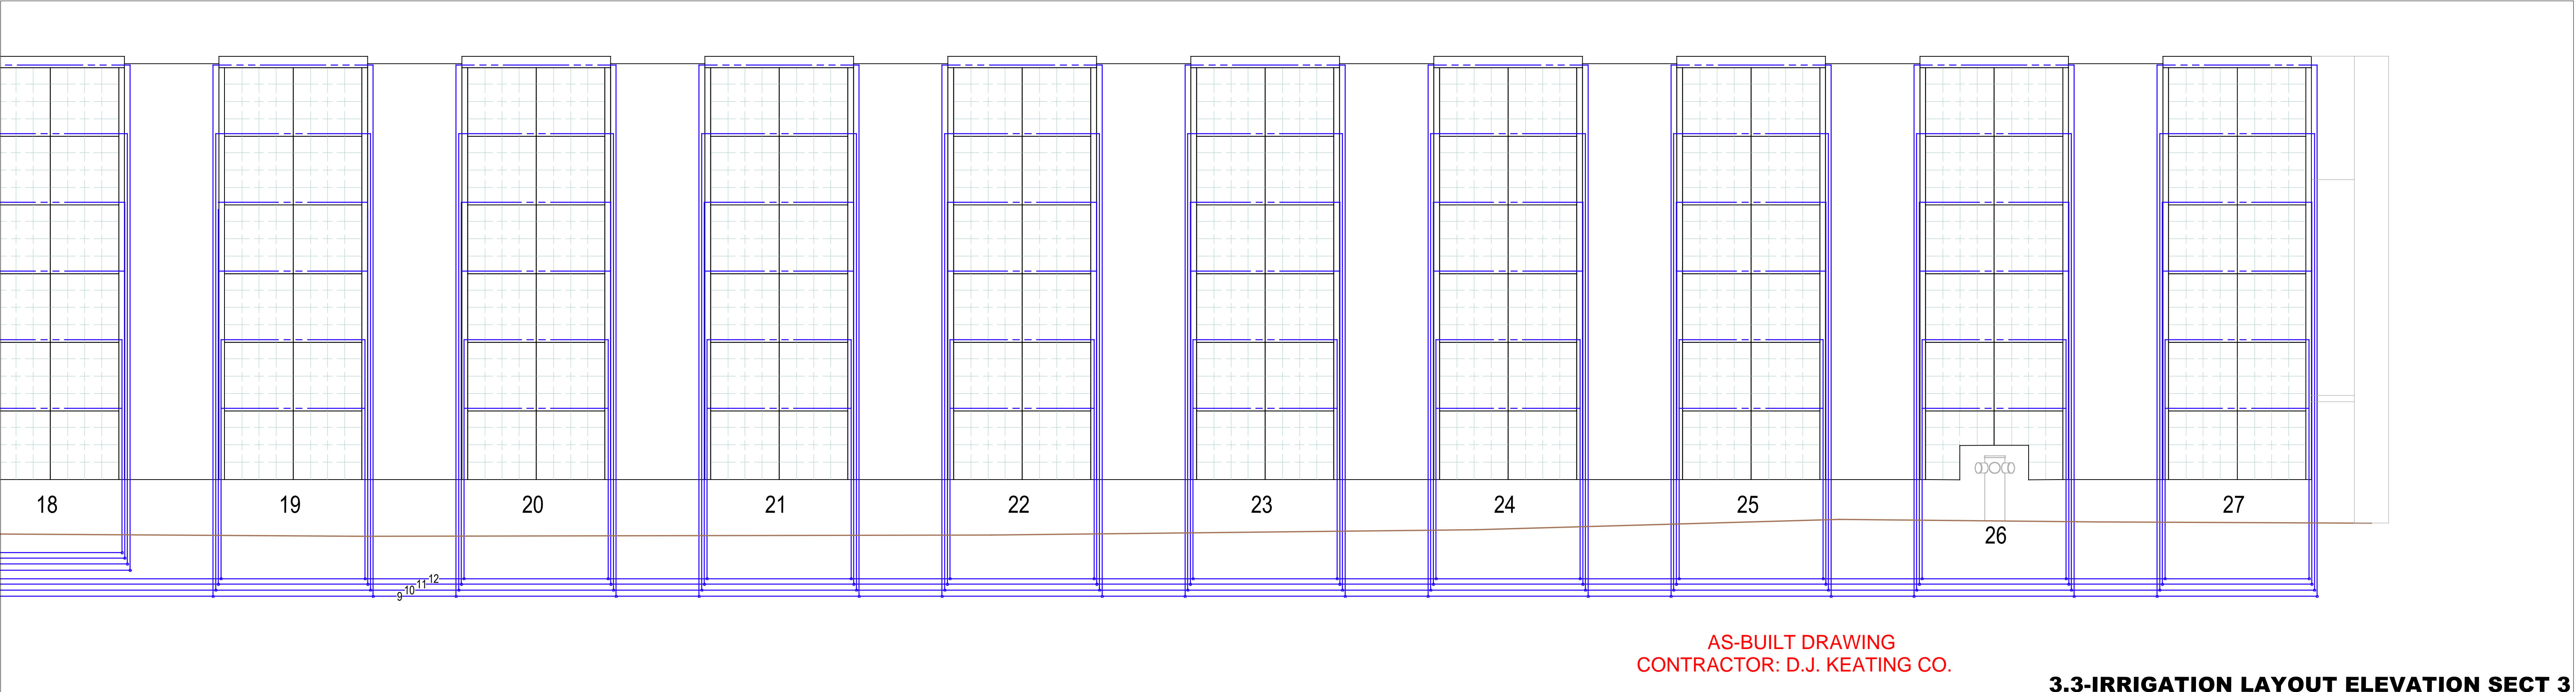 18 19 20 21 22 23 24 25 27
26
12
11
10
9
AS-BUILT DRAWING
CONTRACTOR: D.J. KEATING CO.
3.3-IRRIGATION LAYOUT ELEVATION SECT 3